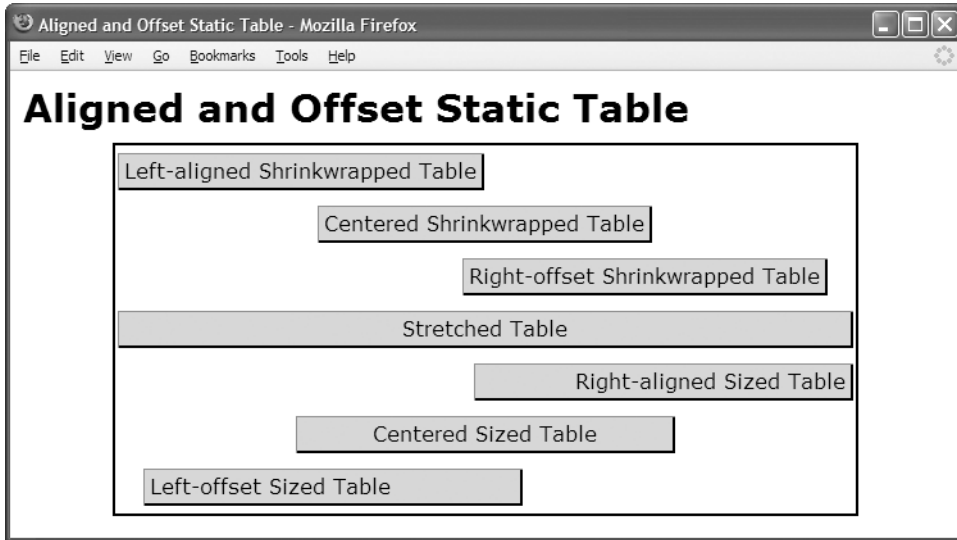 Aligned and Offset Static Table - Mozilla Firefox
File Edit View Go Bookmarks Tools Help
Aligned and Offset Static Table
Left-aligned Shrinkwrapped Table
Centered Shrinkwrapped Table
Right-offset Shrinkwrapped Table
Stretched Table
Right-aligned Sized Table
Centered Sized Table
Left-offset Sized Table